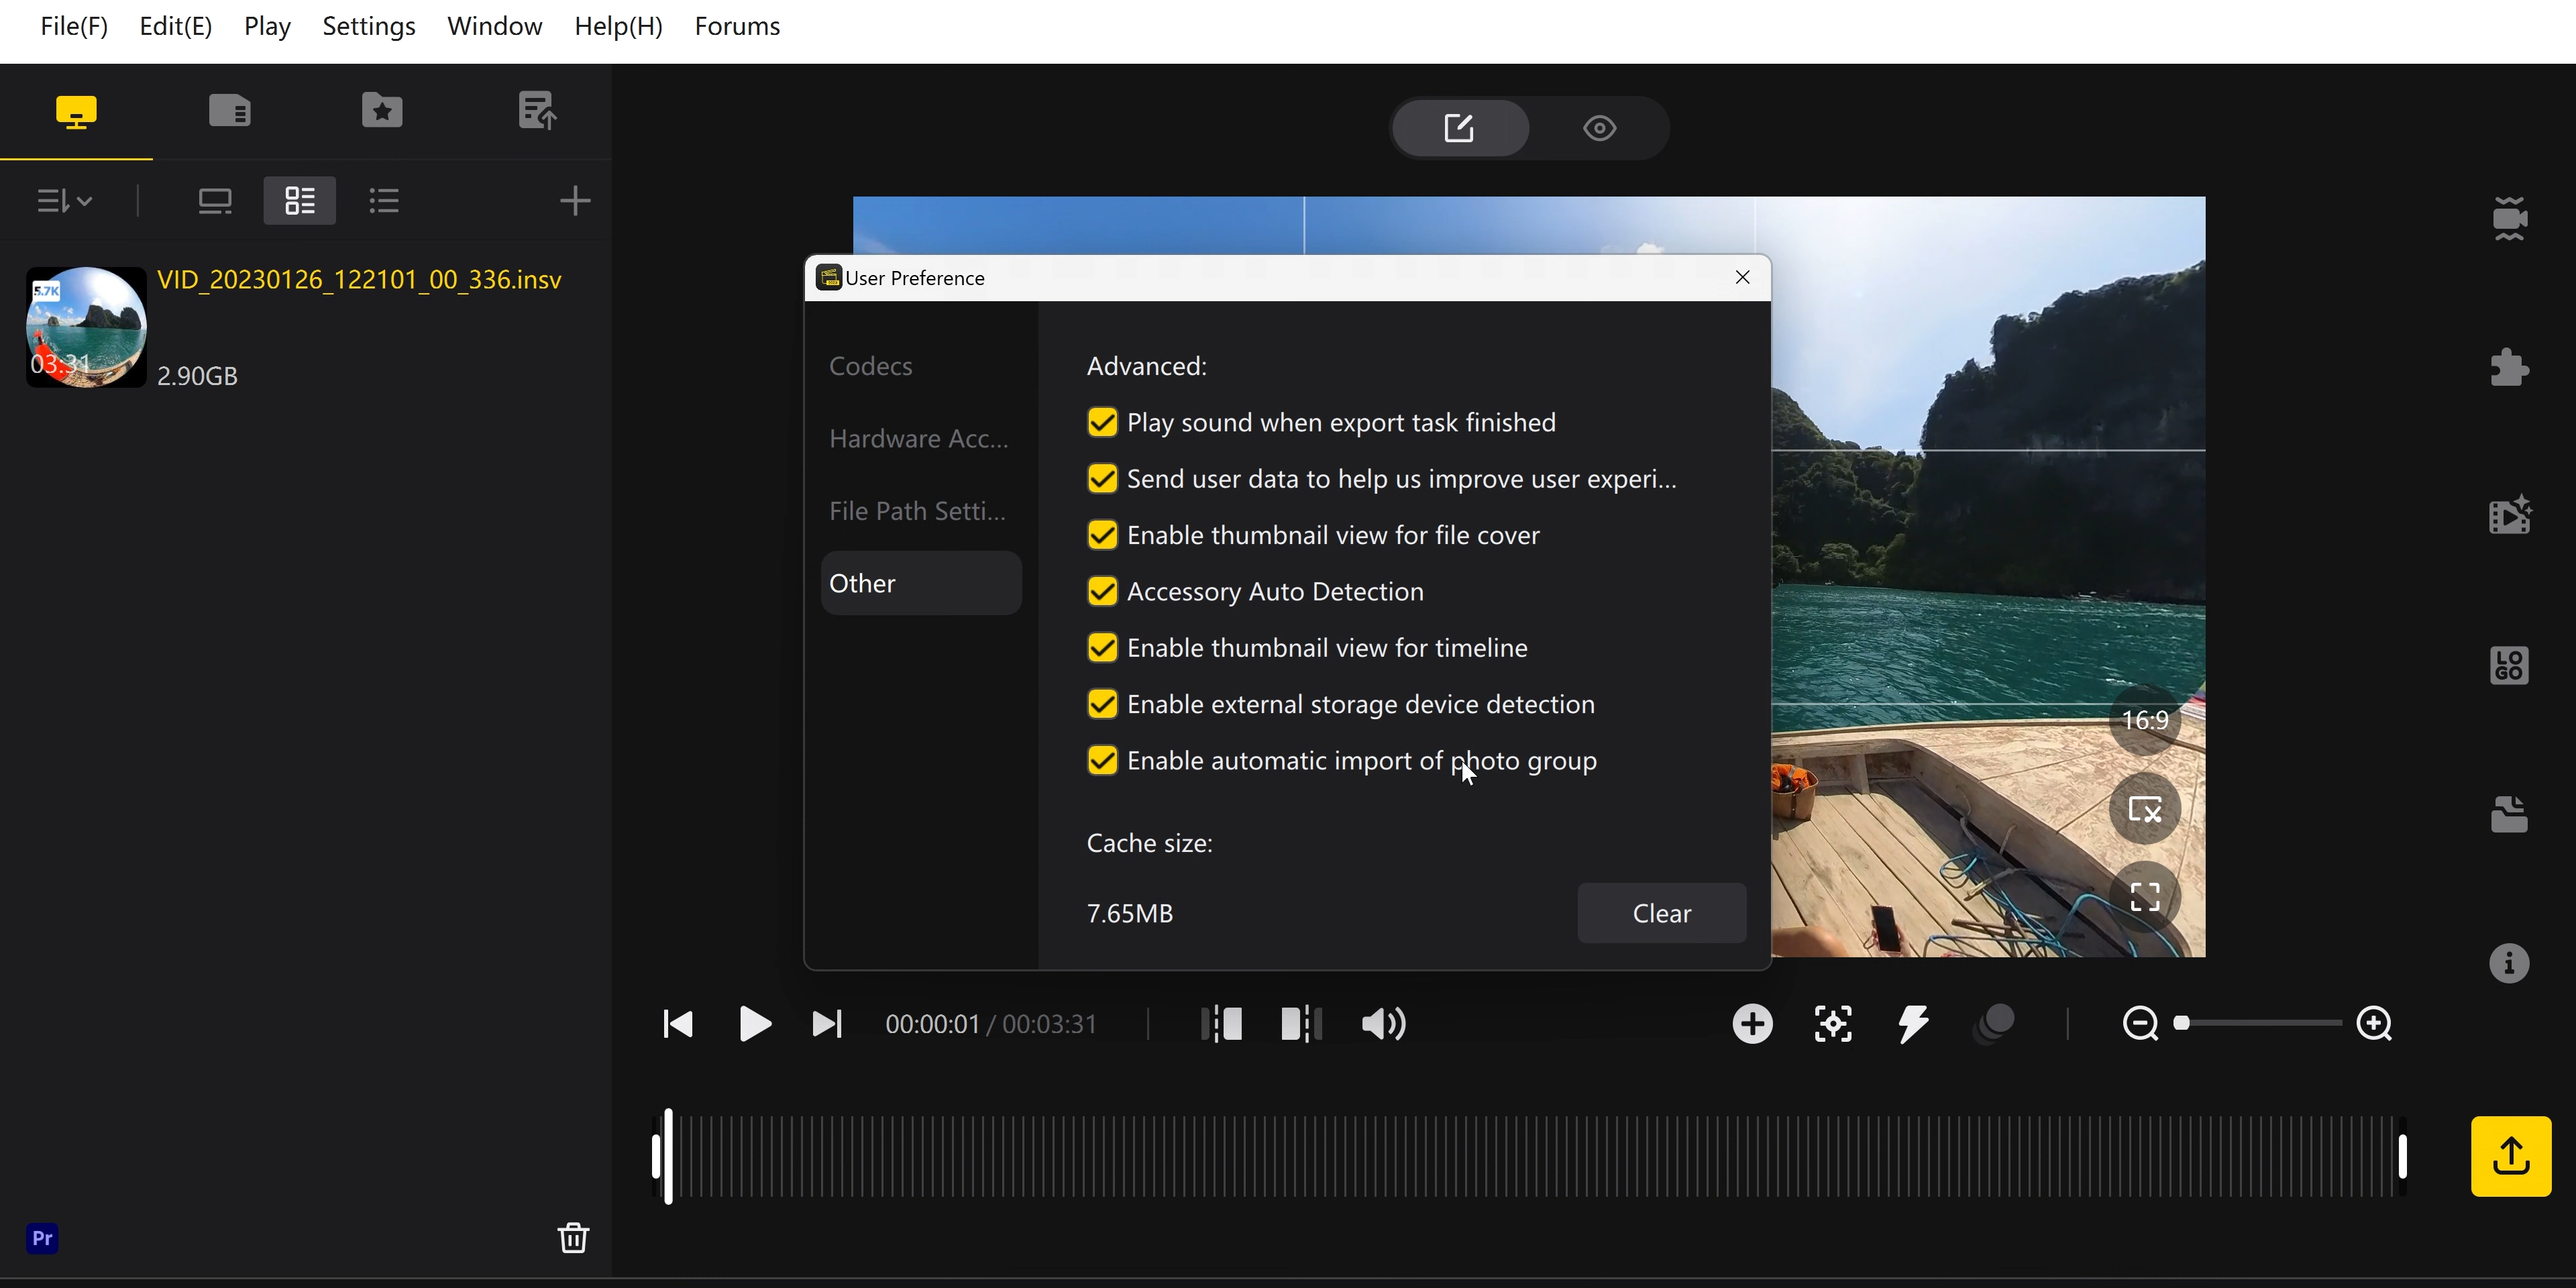 File(F) Edit(E) Play Settings Window Help(H) Forums
5.7K
03:31
VID_20230126_122101_00_336.insv
2.90GB
User Preference
Codecs
Hardware Acc...
File Path Setti...
Other
Advanced:
Play sound when export task finished
Send user data to help us improve user experi...
Enable thumbnail view for file cover
Accessory Auto Detection
Enable thumbnail view for timeline
Enable external storage device detection
Enable automatic import of photo group
Cache size:
7.65MB
Clear
16:9
LO
GO
00:00:01 / 00:03:31
Pr